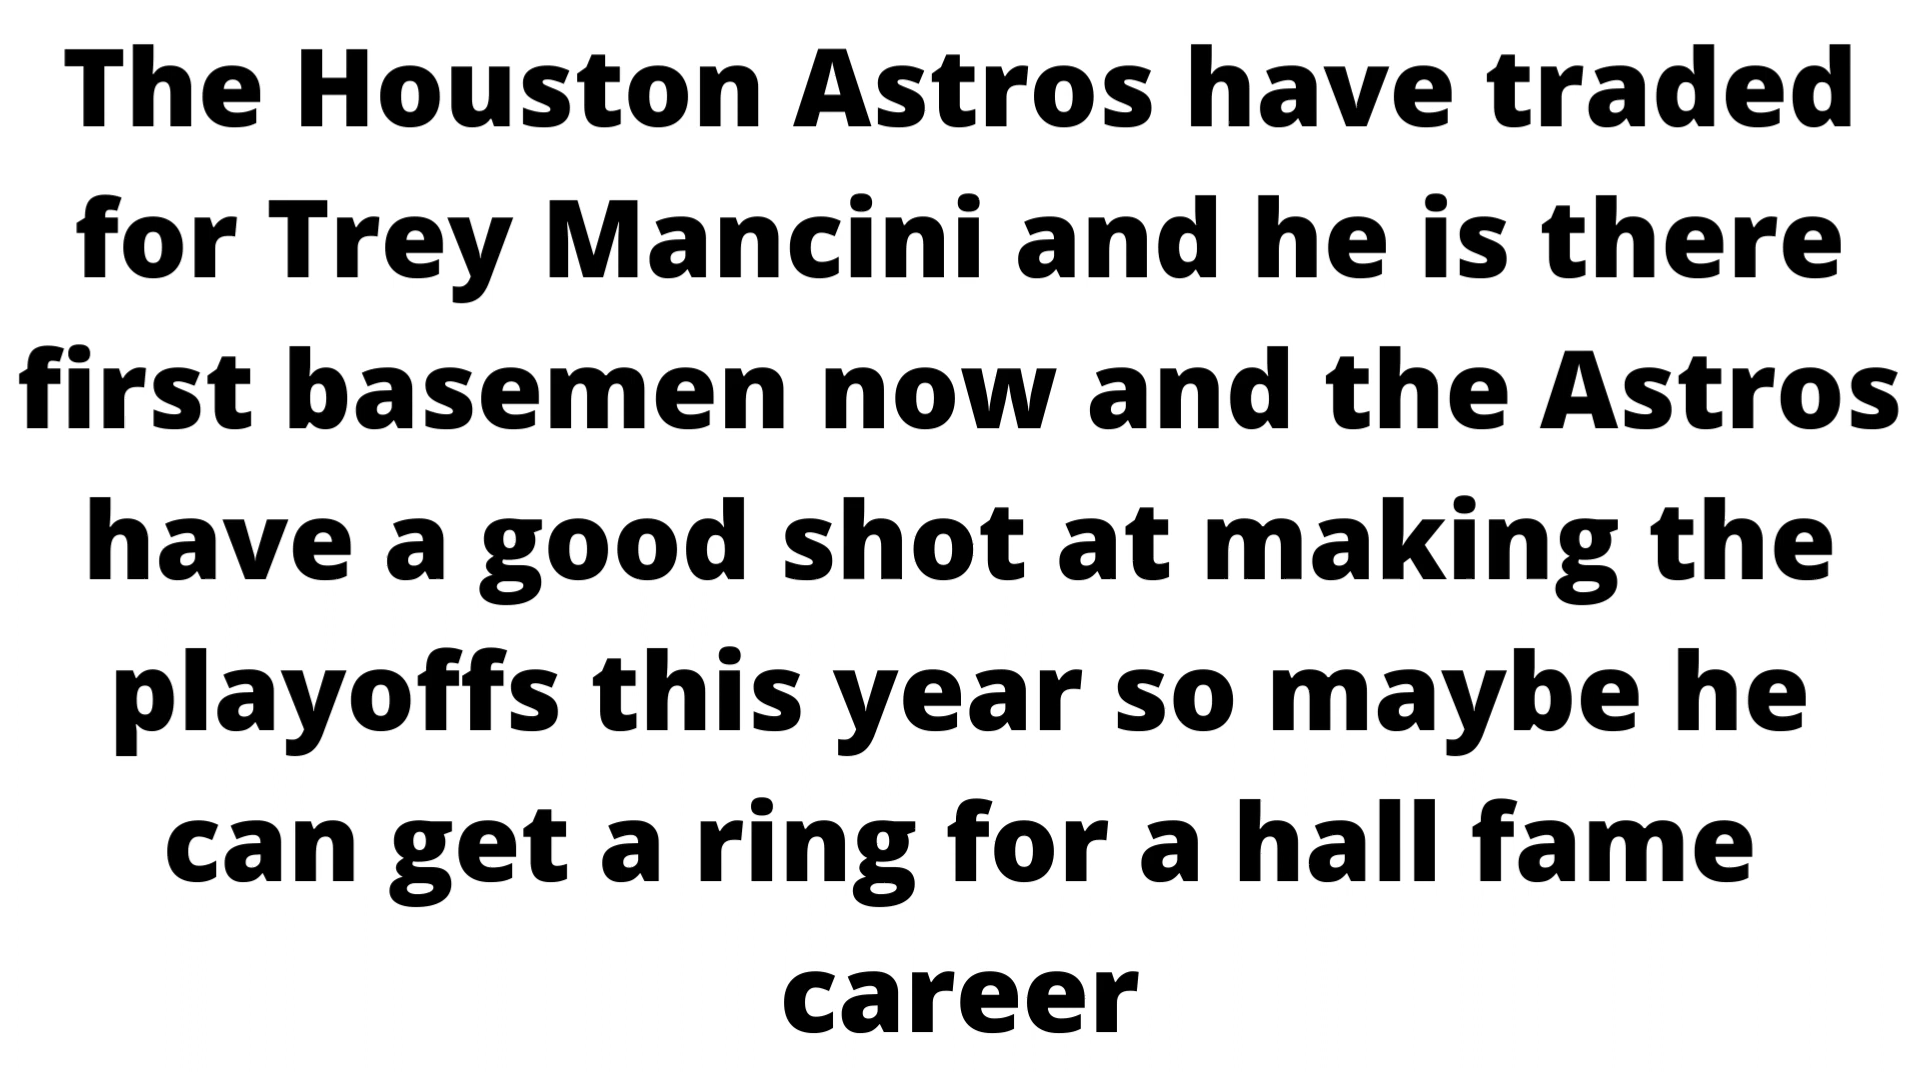 The Houston Astros have traded
for Trey Mancini and he is there
first basemen now and the Astros
have a good shot at making the
playoffs this year so maybe he
can get a ring for a hall fame
career